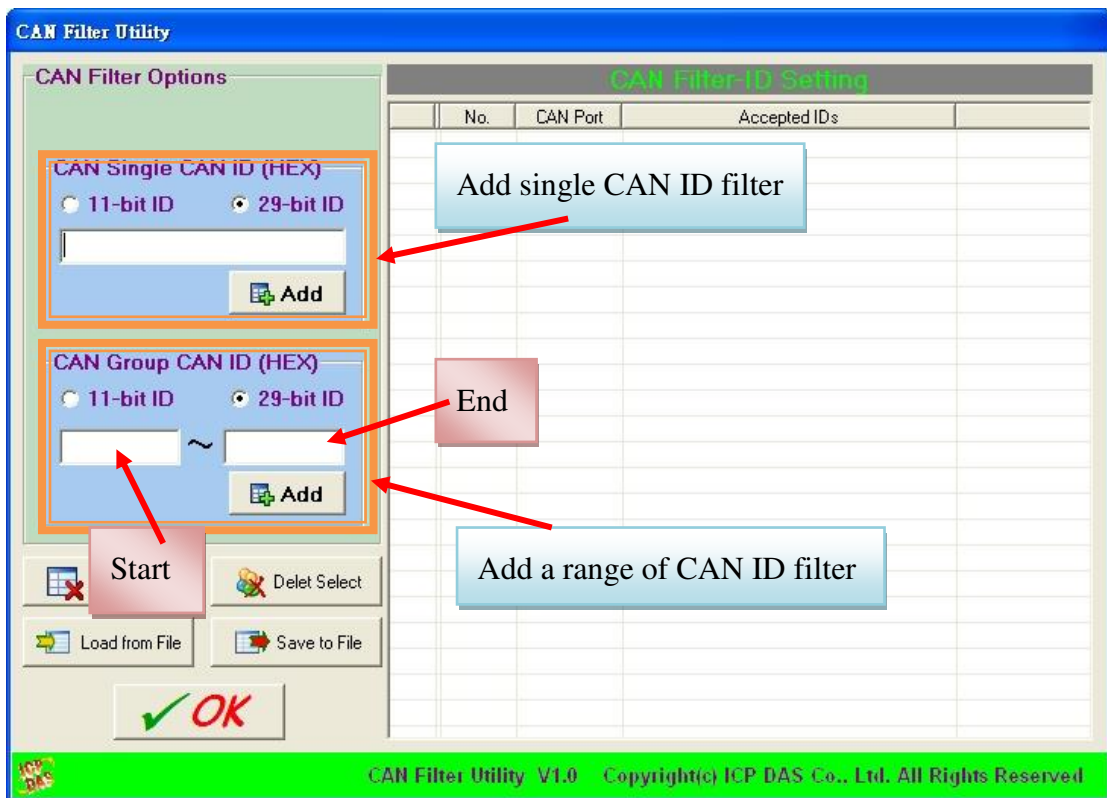 CAN Filter Utility
CAN Filter Options
CAN Single CAN ID (HEX)
11-bit ID 29-bit ID
Add
CAN Group CAN ID (HEX)
11-bit ID 29-bit ID
~
Add
Start
Delet Select
Load from File Save to File
OK
CAN Filter-ID Setting
No. CAN Port Accepted IDs
Add single CAN ID filter
End
Add a range of CAN ID filter
ICP DAS
CAN Filter Utility V1.0 Copyright(c) ICP DAS Co., Ltd. All Rights Reserved